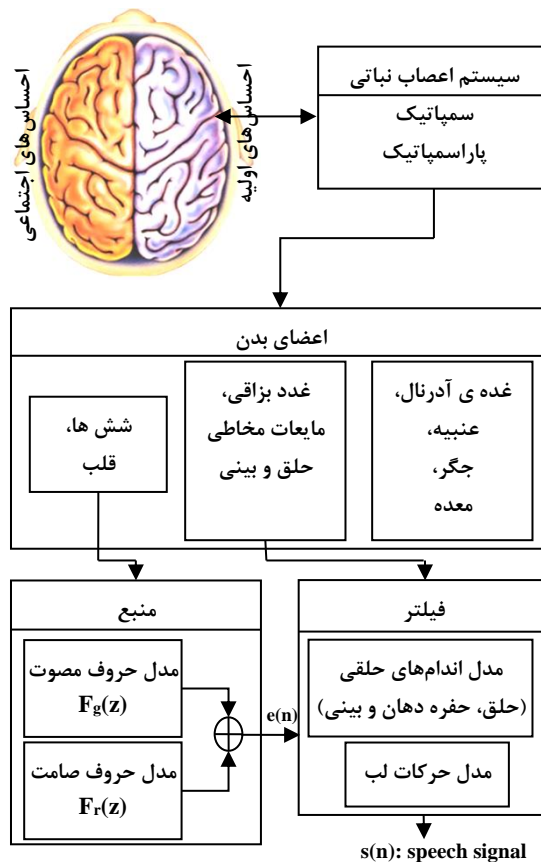 احساس‌های اجتماعی
احساس‌های اولیه
سیستم اعصاب نباتی
سمپاتیک
پاراسمپاتیک
اعضای بدن
غده ی آدرنال،
عنبیه،
جگر،
معده
غدد بزاقی،
مایعات مخاطی
حلق و بینی
شش ها،
قلب
منبع
مدل حروف مصوت
Fg(z)
مدل حروف صامت
Fr(z)
e(n)
فیلتر
مدل اندام‌های حلقی
(حلق، حفره دهان و بینی)
مدل حرکات لب
s(n): speech signal